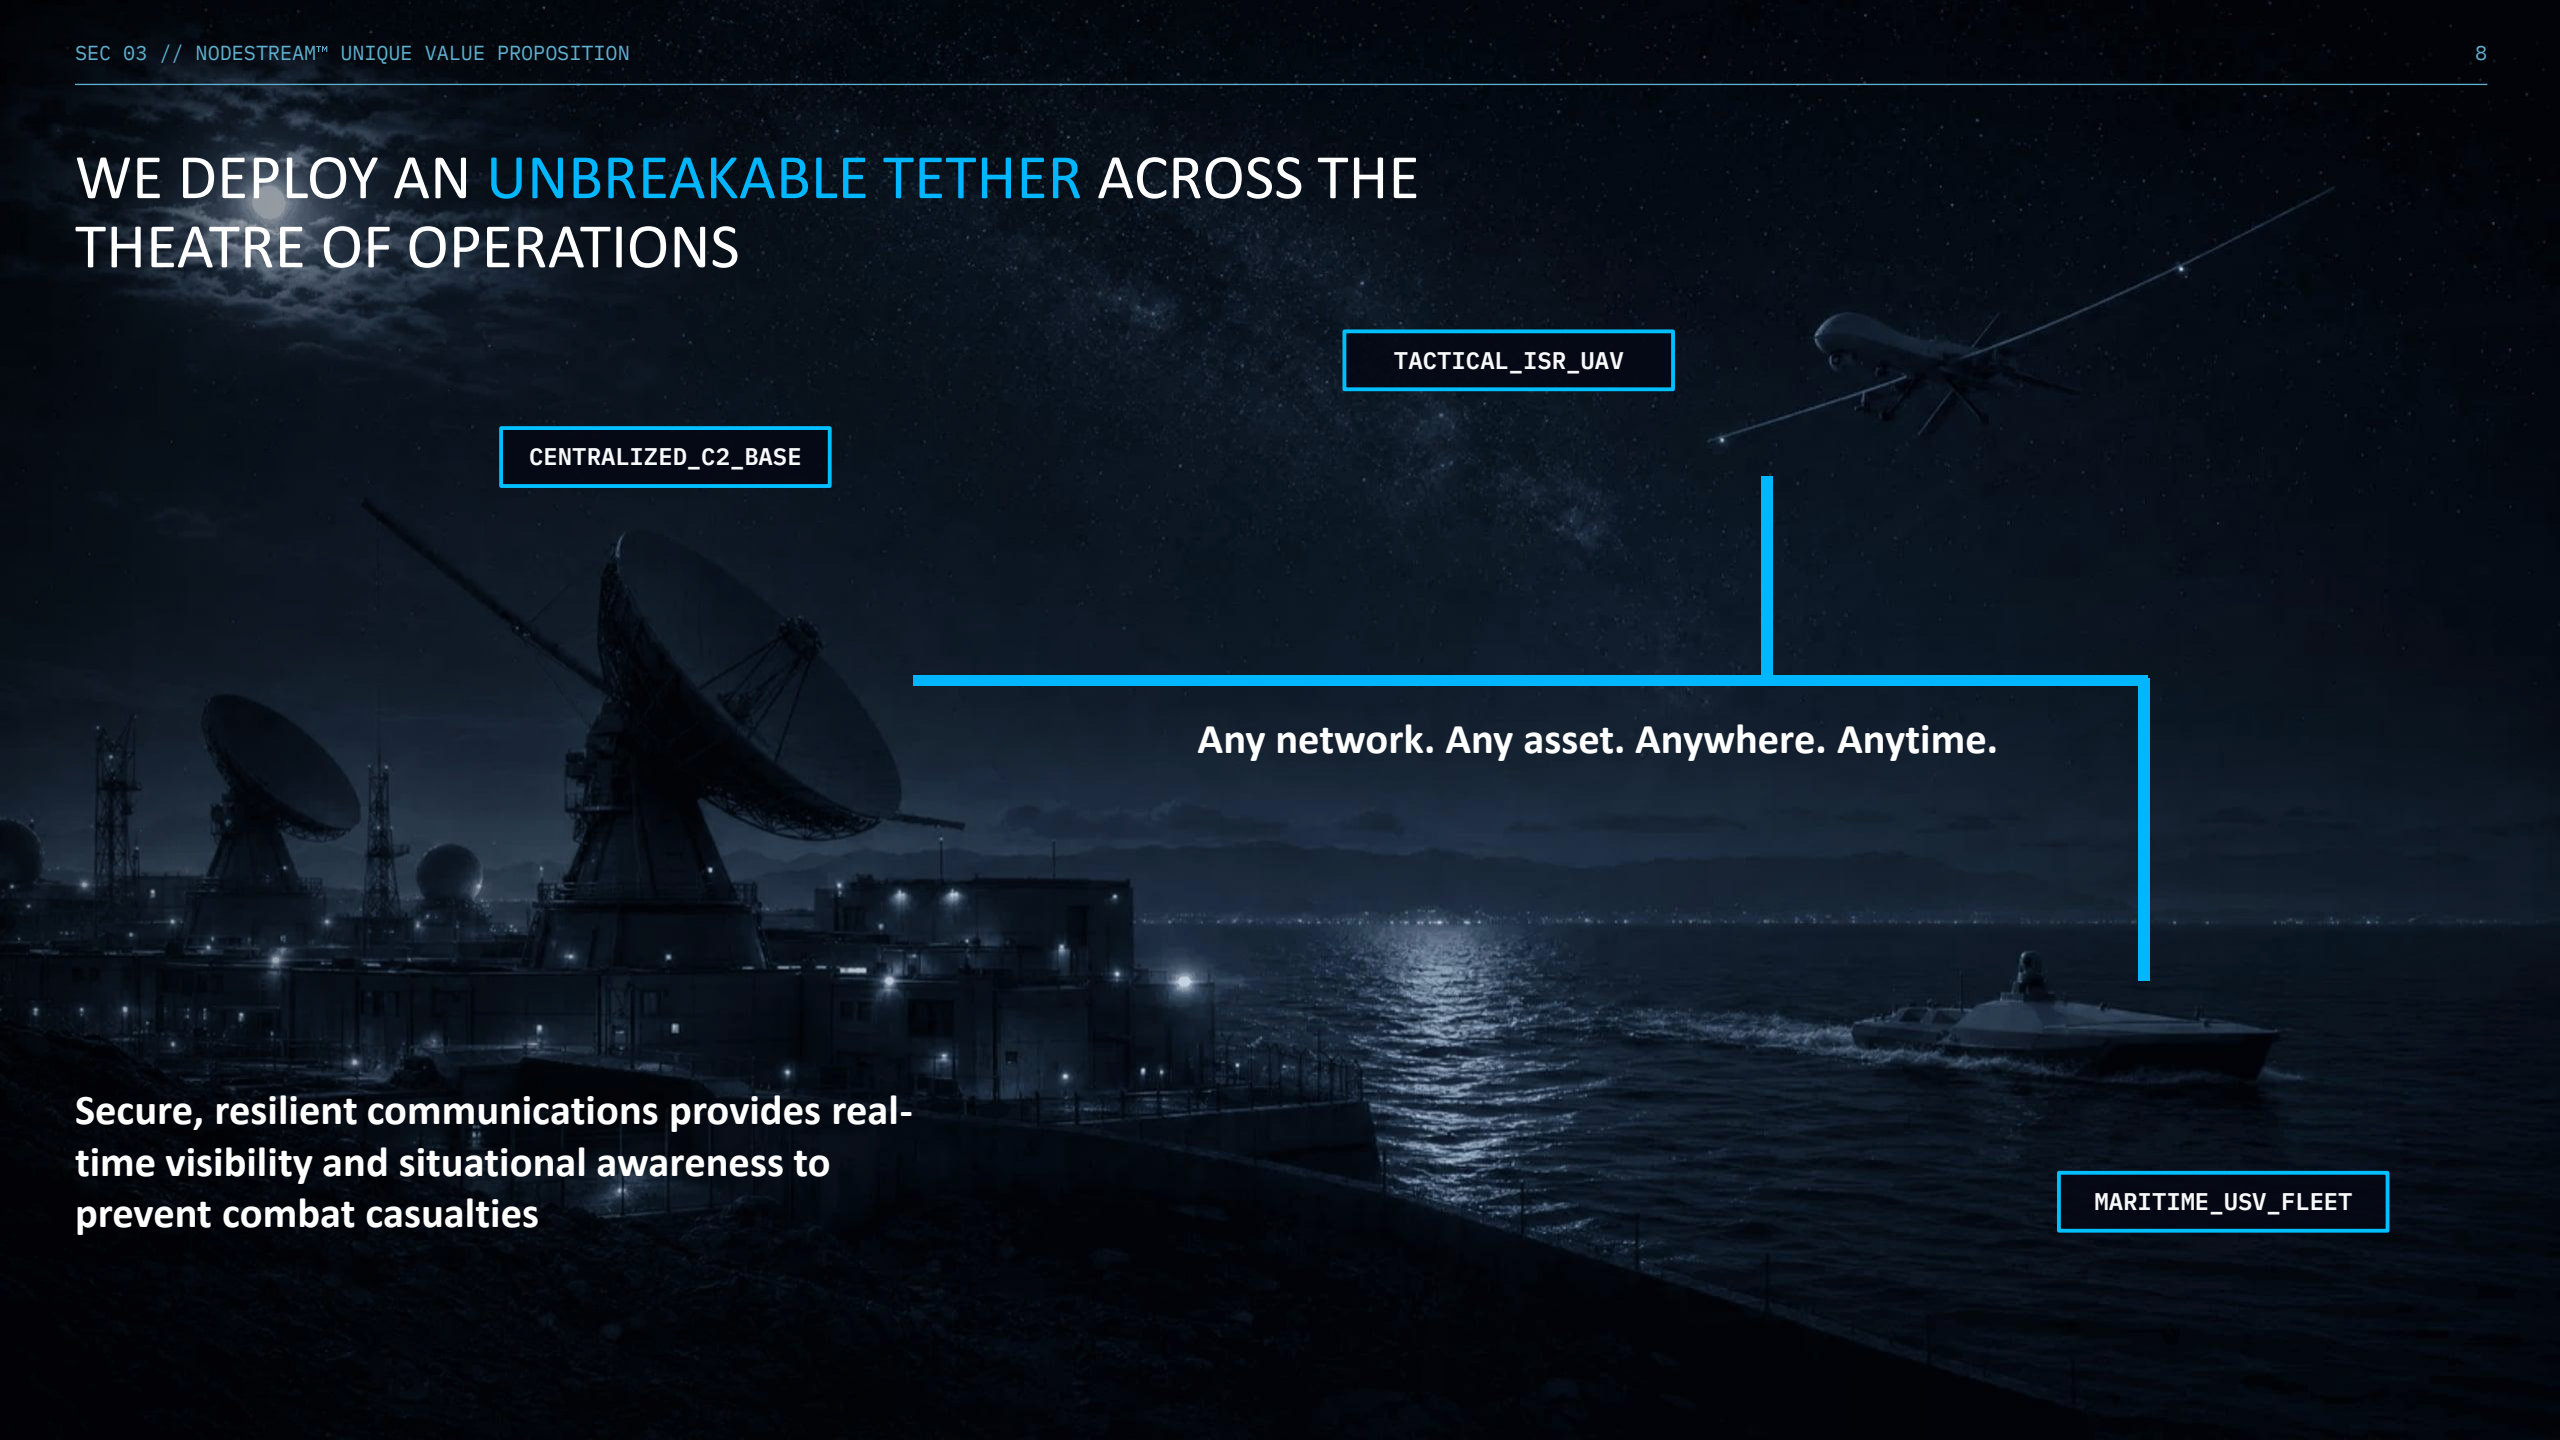 SEC 03 // NODESTREAM™ UNIQUE VALUE PROPOSITION
8
WE DEPLOY AN UNBREAKABLE TETHER ACROSS THE
THEATRE OF OPERATIONS
TACTICAL_ISR_UAV
CENTRALIZED_C2_BASE
Any network. Any asset. Anywhere. Anytime.
Secure, resilient communications provides real-
time visibility and situational awareness to
prevent combat casualties
MARITIME_USV_FLEET